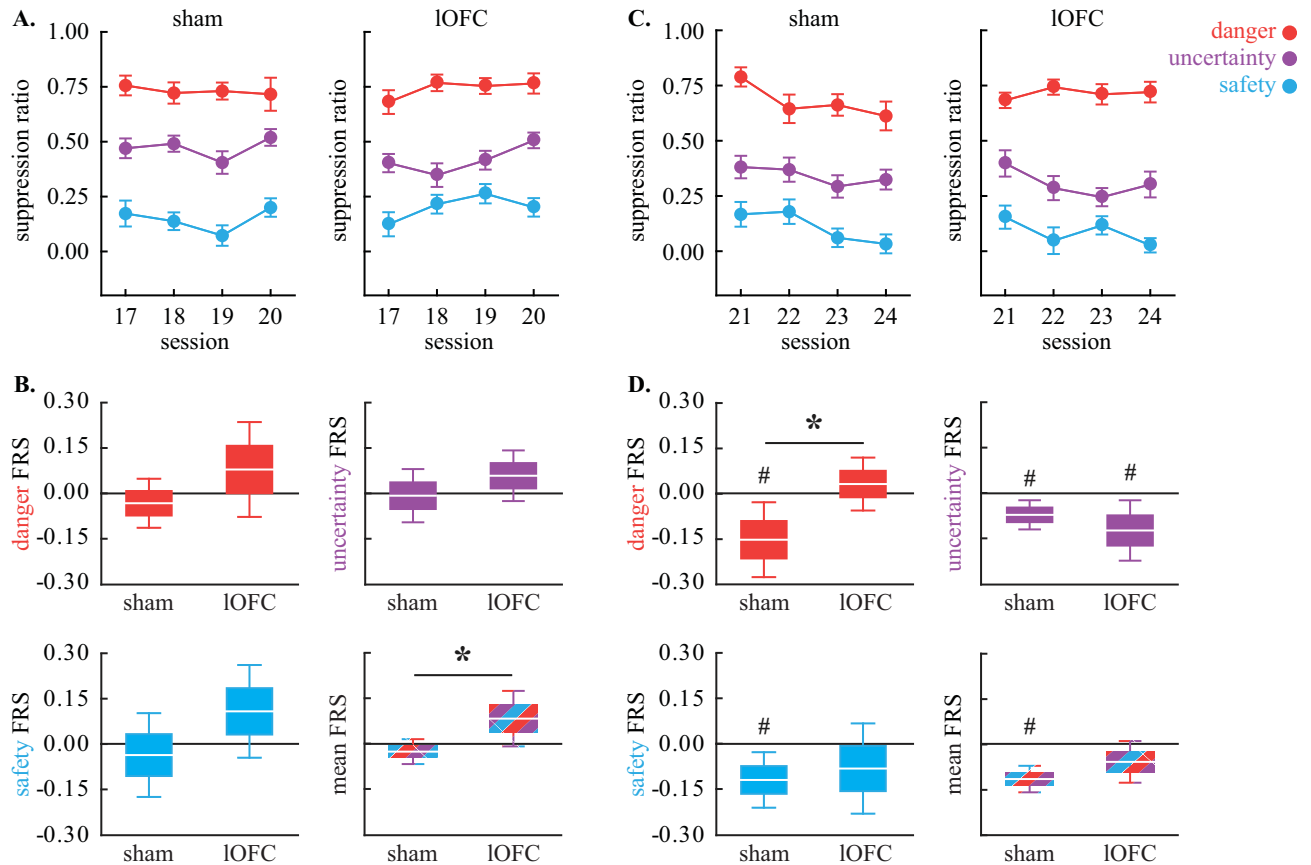 A.
sham
lOFC
suppression ratio
1.00
0.75
0.50
0.25
0.00
17 18 19 20
session
suppression ratio
17 18 19 20
session
C.
sham
lOFC
danger
uncertainty
safety
suppression ratio
1.00
0.75
0.50
0.25
0.00
21 22 23 24
session
suppression ratio
21 22 23 24
session
B.
danger FRS
0.30
0.15
0.00
-0.15
-0.30
sham lOFC
uncertainty FRS
sham lOFC
safety FRS
0.30
0.15
0.00
-0.15
-0.30
sham lOFC
mean FRS
*
sham lOFC
D.
danger FRS
0.30
0.15
0.00
-0.15
-0.30
*
#
sham lOFC
uncertainty FRS
# #
sham lOFC
safety FRS
0.30
0.15
0.00
-0.15
-0.30
#
sham lOFC
mean FRS
#
sham lOFC